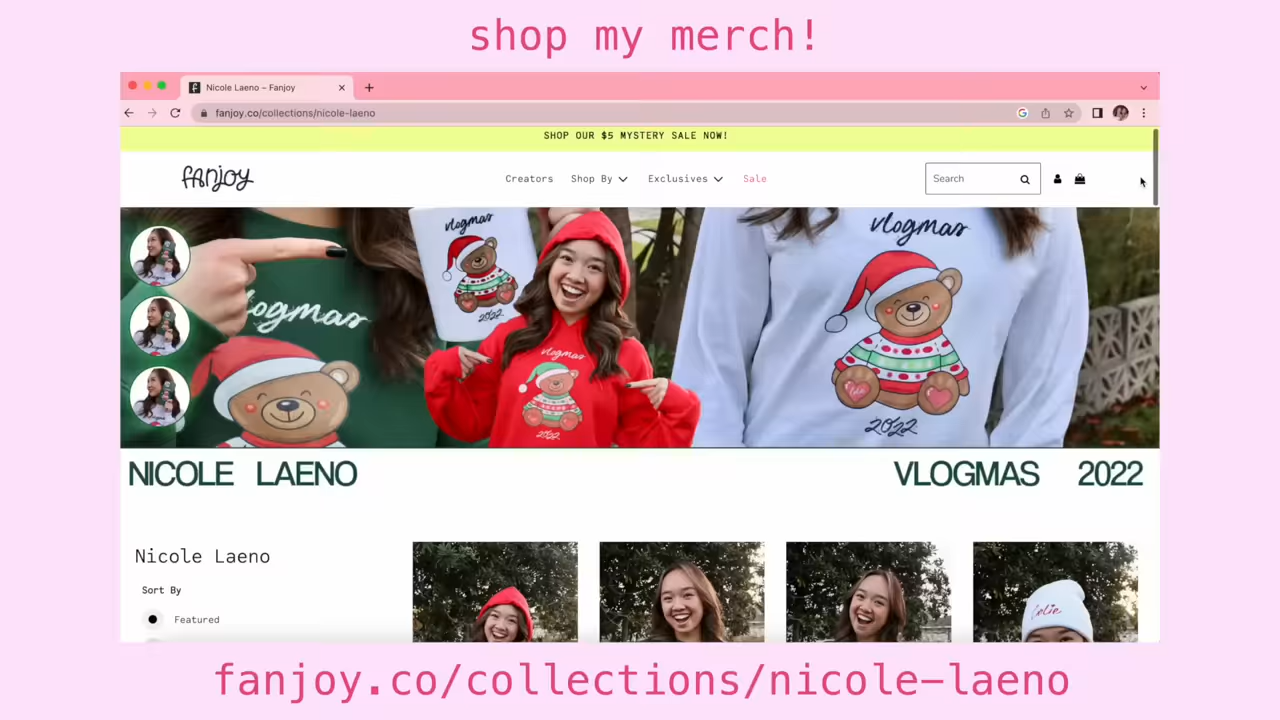 shop my merch!
Nicole Laeno – Fanjoy
fanjoy.co/collections/nicole-laeno
SHOP OUR $5 MYSTERY SALE NOW!
fanjoy
Creators Shop By Exclusives Sale
Search
vlogmas
2022
vlogmas
vlogmas
2022
vlogmas
2022
NICOLE LAENO VLOGMAS 2022
Nicole Laeno
Sort By
Featured
fanjoy.co/collections/nicole-laeno